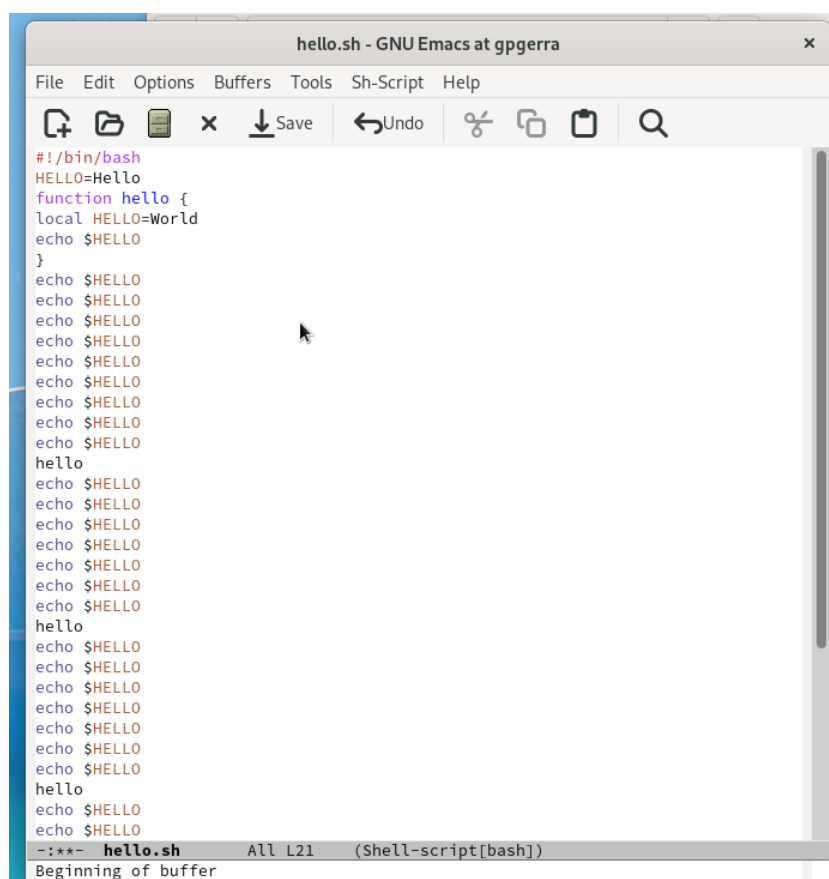 hello.sh - GNU Emacs at gpgerra
File Edit Options Buffers Tools Sh-Script Help
Save Undo
#!/bin/bash
HELLO=Hello
function hello {
local HELLO=World
echo $HELLO
}
echo $HELLO
echo $HELLO
echo $HELLO
echo $HELLO
echo $HELLO
echo $HELLO
echo $HELLO
echo $HELLO
echo $HELLO
hello
echo $HELLO
echo $HELLO
echo $HELLO
echo $HELLO
echo $HELLO
echo $HELLO
echo $HELLO
hello
echo $HELLO
echo $HELLO
echo $HELLO
echo $HELLO
echo $HELLO
echo $HELLO
echo $HELLO
hello
echo $HELLO
echo $HELLO
-:**- hello.sh All L21 (Shell-script[bash])
Beginning of buffer